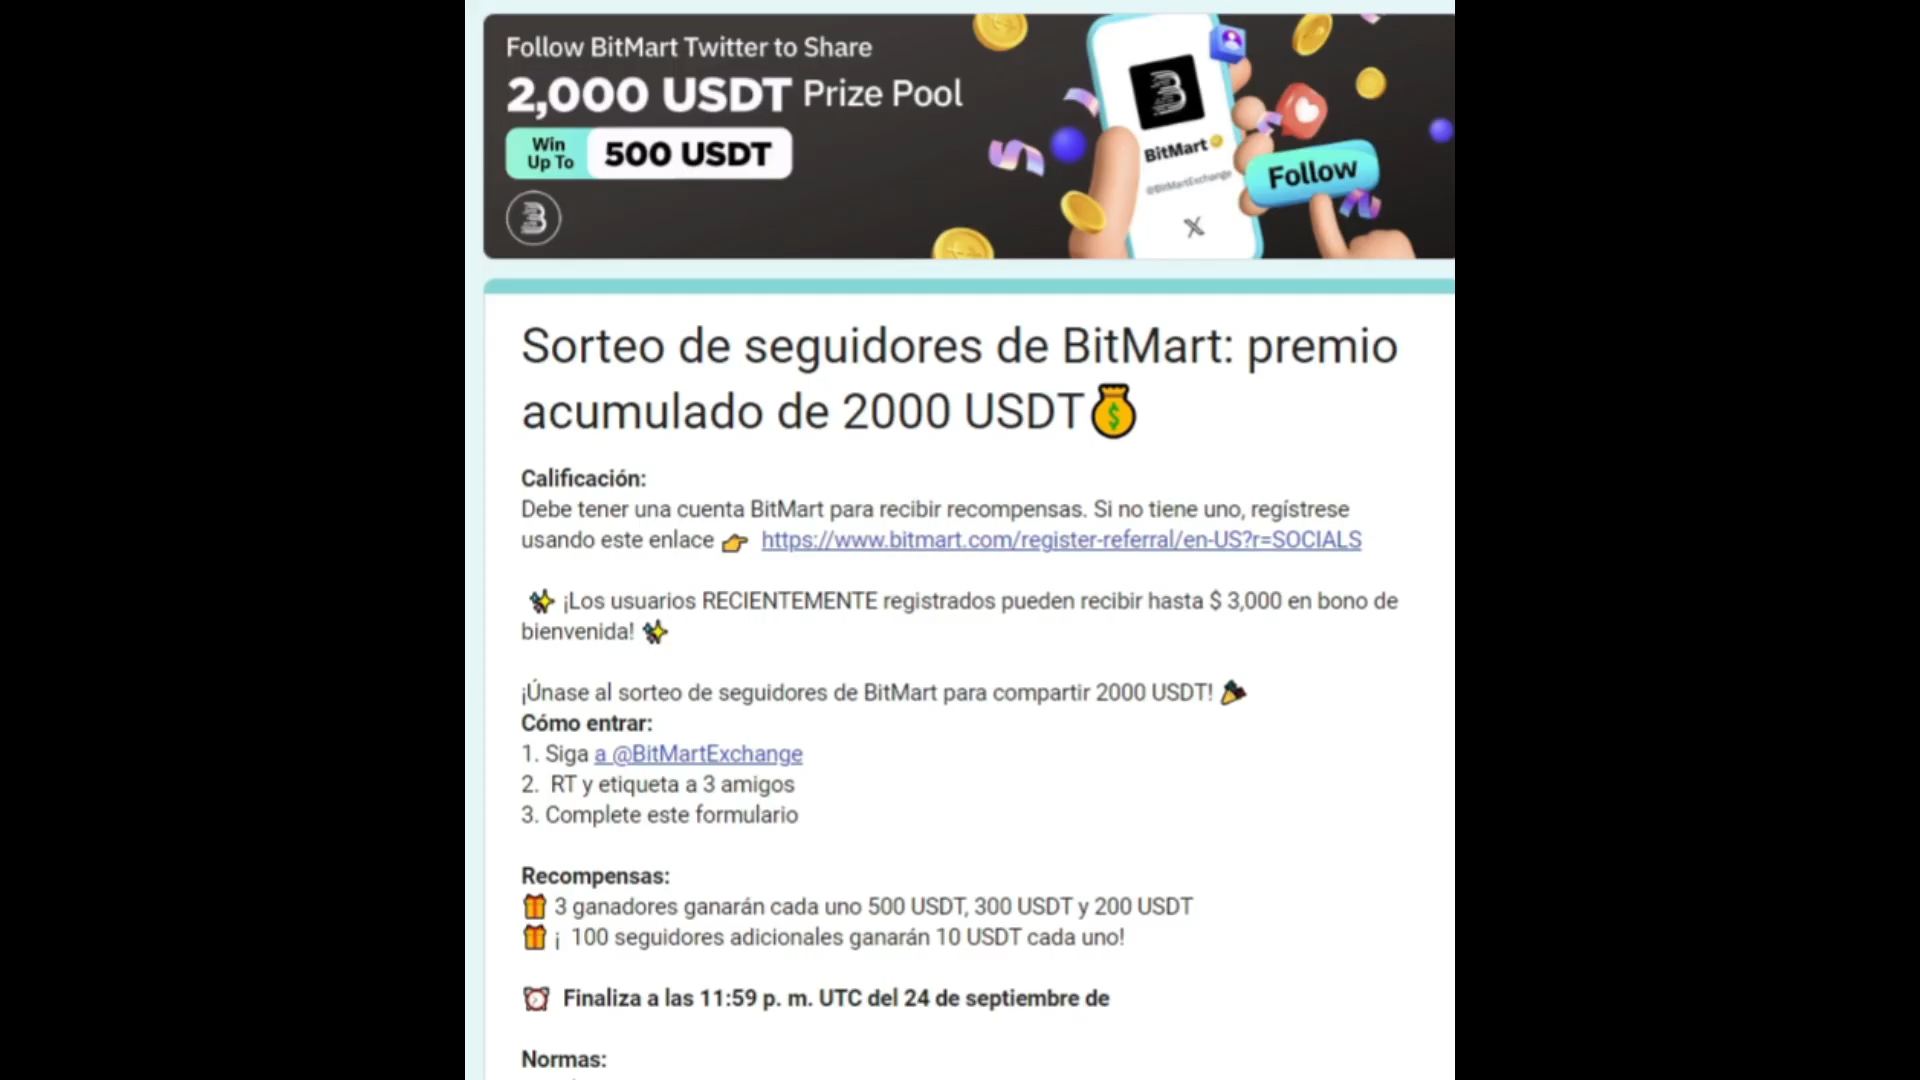 Follow BitMart Twitter to Share
2,000 USDT Prize Pool
Win Up To 500 USDT
BitMart
@BitMartExchange
X
Follow
Sorteo de seguidores de BitMart: premio
acumulado de 2000 USDT💰
Calificación:
Debe tener una cuenta BitMart para recibir recompensas. Si no tiene uno, regístrese
usando este enlace 👉 https://www.bitmart.com/register-referral/en-US?r=SOCIALS
✨ ¡Los usuarios RECIENTEMENTE registrados pueden recibir hasta $ 3,000 en bono de
bienvenida! ✨
¡Únase al sorteo de seguidores de BitMart para compartir 2000 USDT! 🎉
Cómo entrar:
1. Siga a @BitMartExchange
2. RT y etiqueta a 3 amigos
3. Complete este formulario
Recompensas:
🎁 3 ganadores ganarán cada uno 500 USDT, 300 USDT y 200 USDT
🎁 ¡ 100 seguidores adicionales ganarán 10 USDT cada uno!
⏰ Finaliza a las 11:59 p. m. UTC del 24 de septiembre de
Normas: